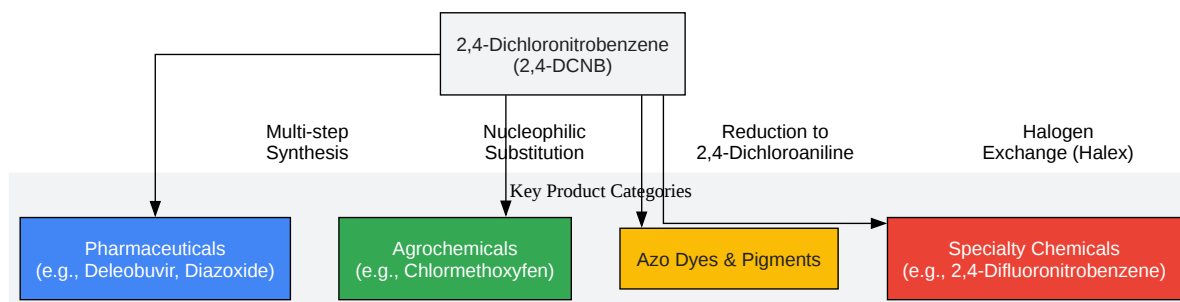 2,4-Dichloronitrobenzene
(2,4-DCNB)
Multi-step
Synthesis
Nucleophilic
Substitution
Reduction to
2,4-Dichloroaniline
Halogen
Exchange (Halex)
Key Product Categories
Pharmaceuticals
(e.g., Deleobuvir, Diazoxide)
Agrochemicals
(e.g., Chlormethoxyfen)
Azo Dyes & Pigments
Specialty Chemicals
(e.g., 2,4-Difluoronitrobenzene)